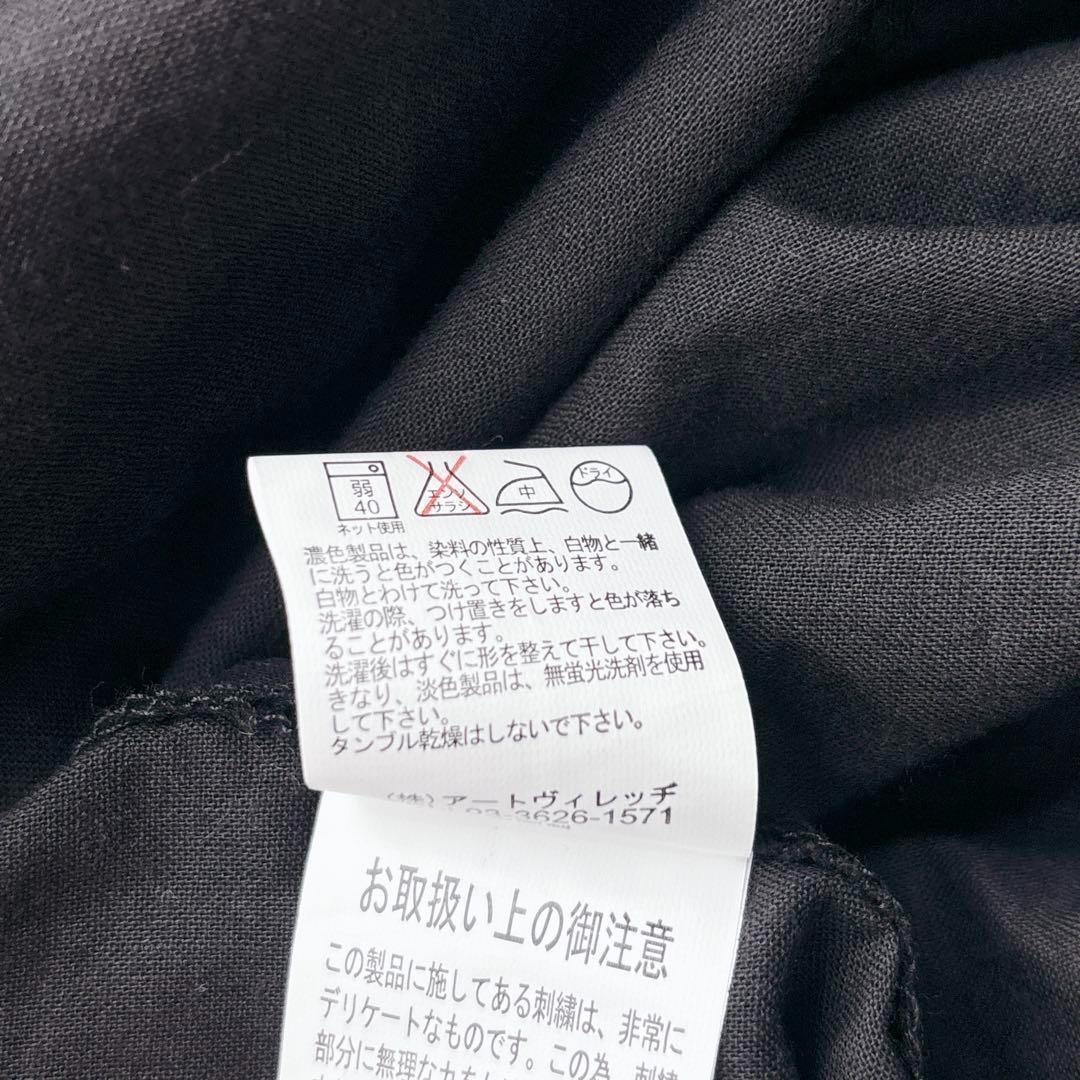 弱
40
ネット使用
エンソ
サラシ
中
ドライ
濃色製品は、染料の性質上、白物と一緒
に洗うと色がつくことがあります。
白物とわけて洗って下さい。
洗濯の際、つけ置きをしますと色が落ち
ることがあります。
洗濯後はすぐに形を整えて干して下さい。
きなり、淡色製品は、無蛍光洗剤を使用
して下さい。
タンブル乾燥はしないで下さい。
(株)アートヴィレッヂ
03-3626-1571
お取扱い上の御注意
この製品に施してある刺繍は、非常に
デリケートなものです。この為、刺繍
部分に無理な力を